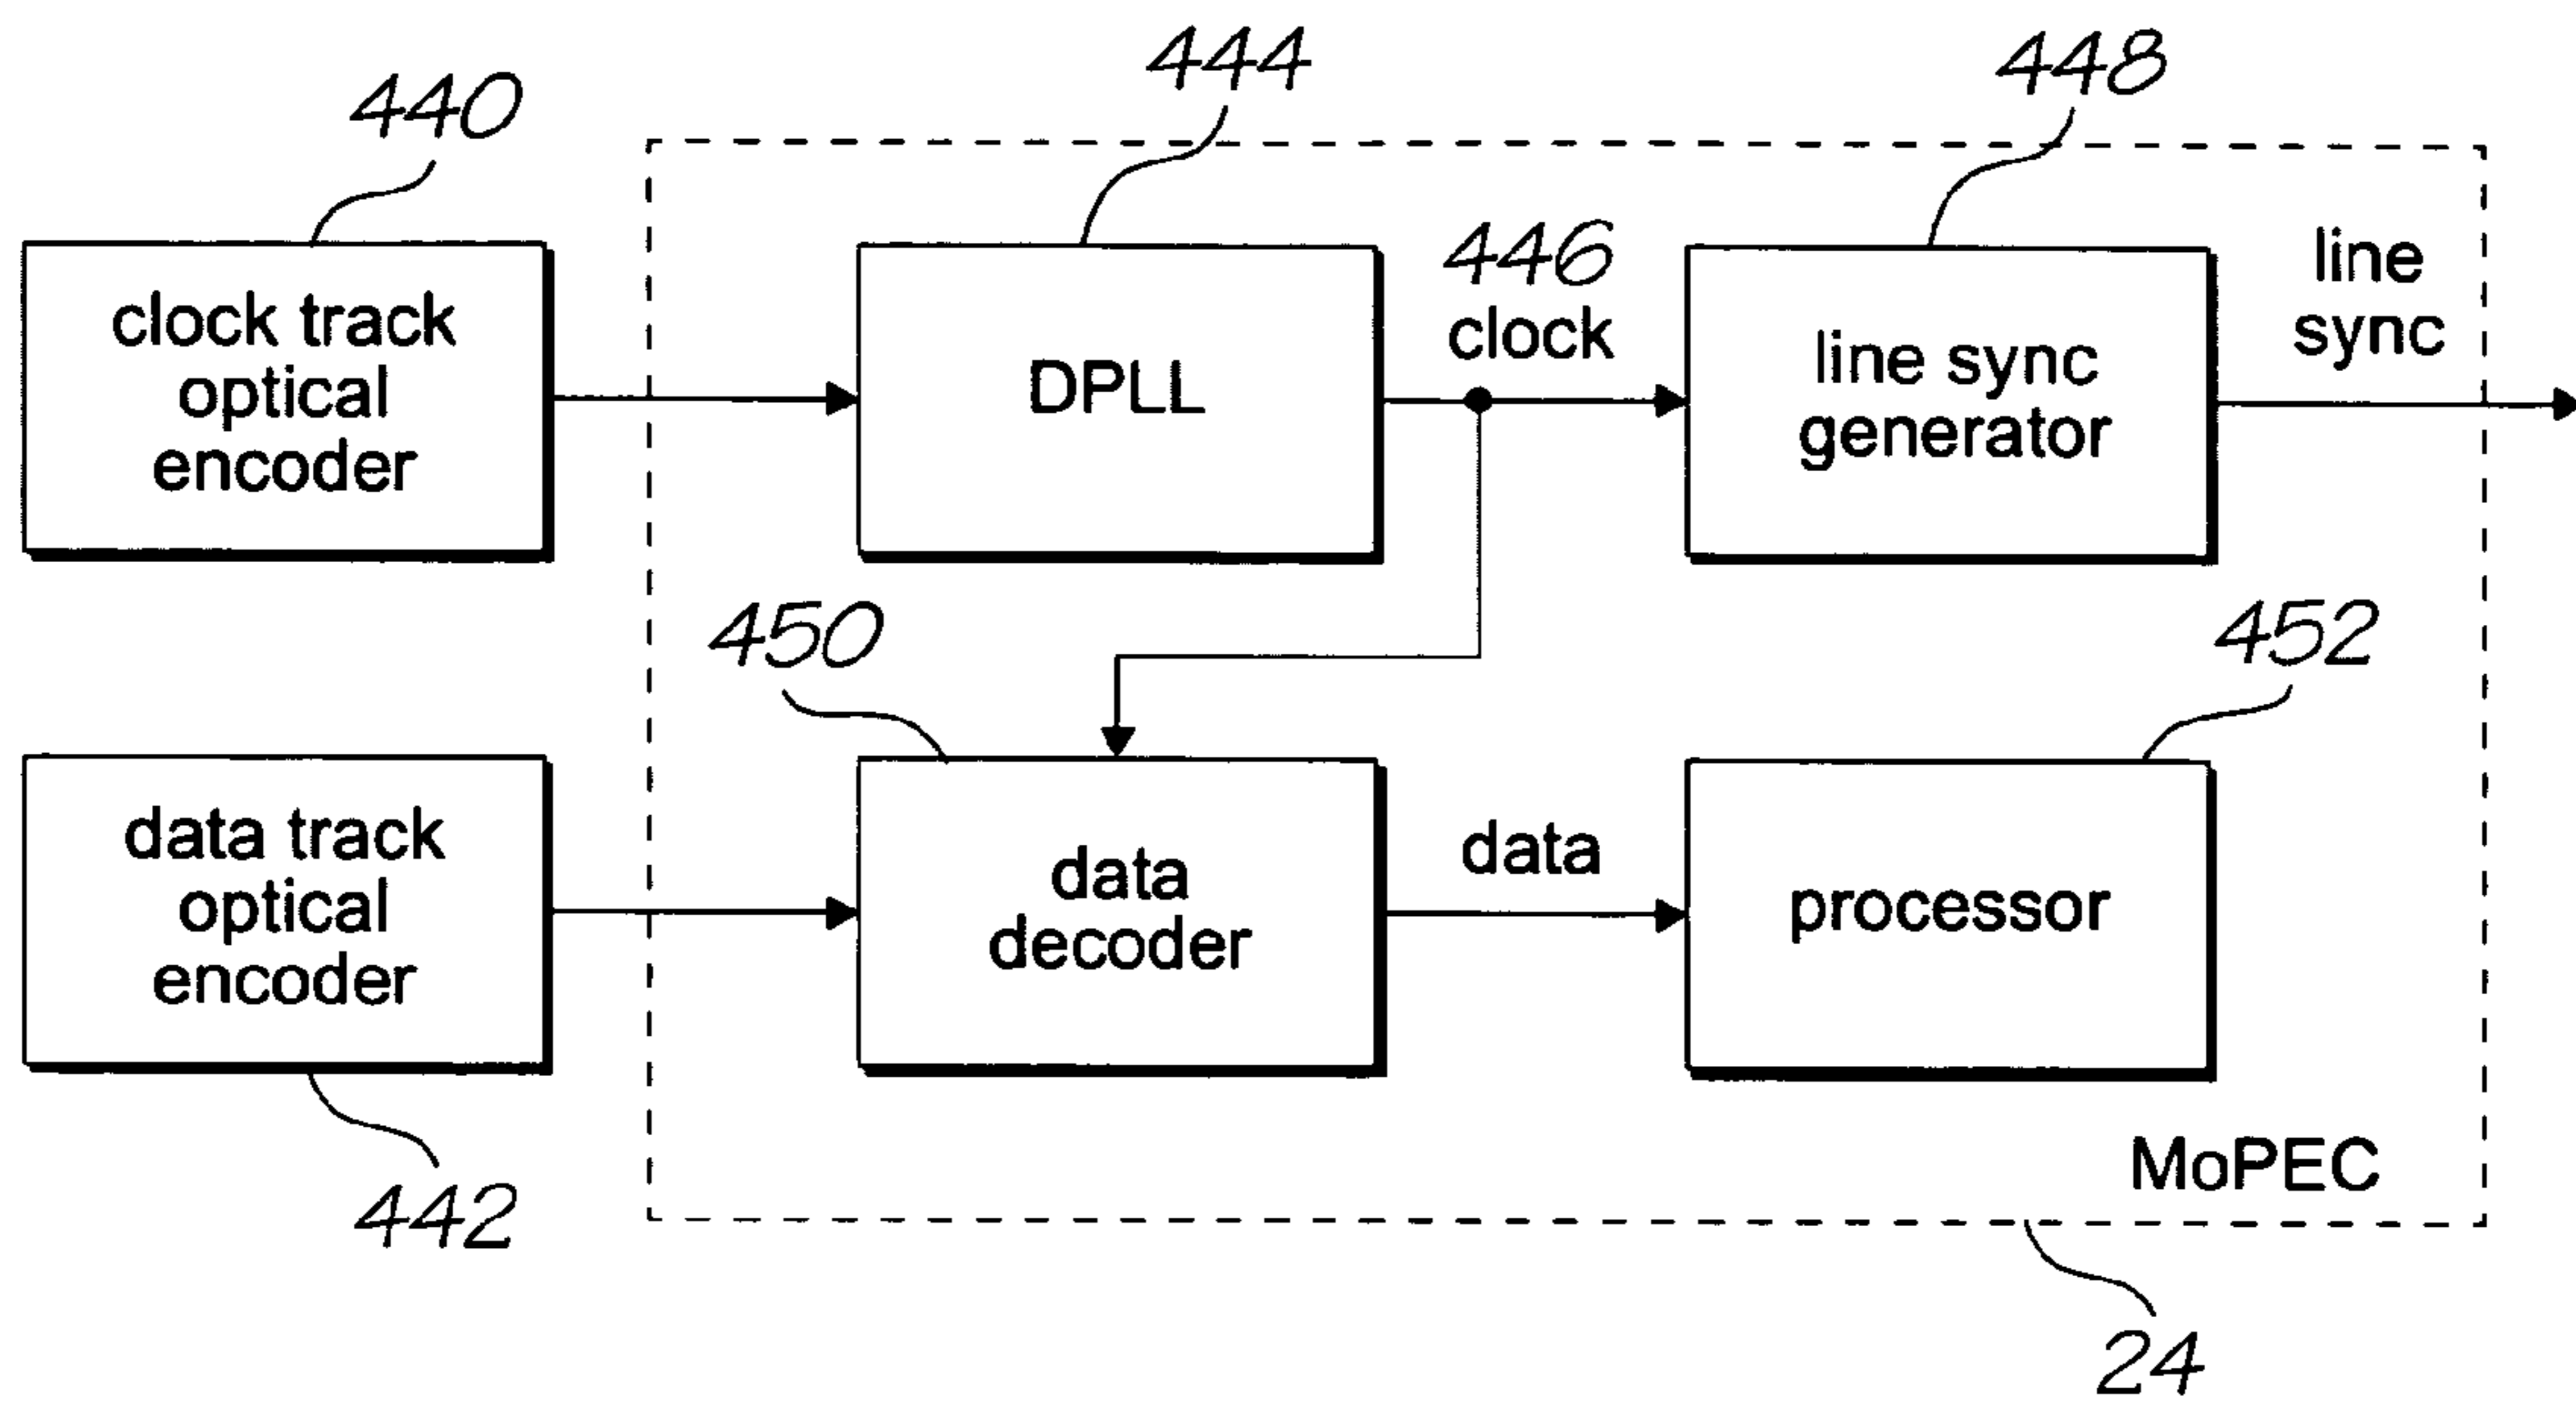 440
444
448
clock track
optical
encoder
DPLL
446
clock
line sync
generator
line
sync
450
452
data track
optical
encoder
data
decoder
data
processor
MoPEC
442
24